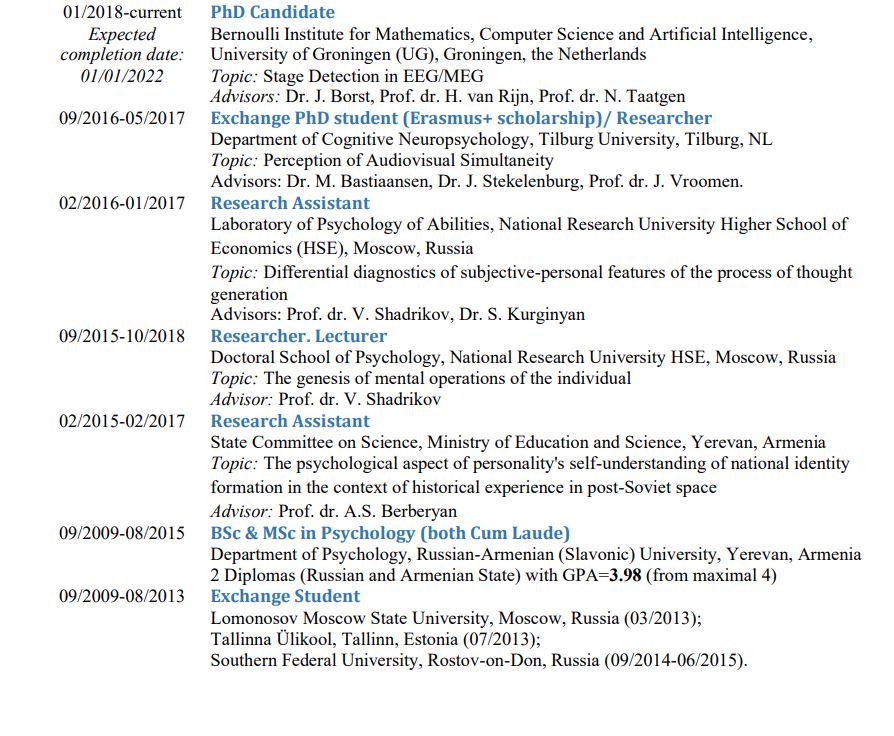 01/2018-current PhD Candidate
Expected Bernoulli Institute for Mathematics, Computer Science and Artificial Intelligence,
completion date: University of Groningen (UG), Groningen, the Netherlands
01/01/2022 Topic: Stage Detection in EEG/MEG
Advisors: Dr. J. Borst, Prof. dr. H. van Rijn, Prof. dr. N. Taatgen
09/2016-05/2017 Exchange PhD student (Erasmus+ scholarship)/ Researcher
Department of Cognitive Neuropsychology, Tilburg University, Tilburg, NL
Topic: Perception of Audiovisual Simultaneity
Advisors: Dr. M. Bastiaansen, Dr. J. Stekelenburg, Prof. dr. J. Vroomen.
02/2016-01/2017 Research Assistant
Laboratory of Psychology of Abilities, National Research University Higher School of
Economics (HSE), Moscow, Russia
Topic: Differential diagnostics of subjective-personal features of the process of thought
generation
Advisors: Prof. dr. V. Shadrikov, Dr. S. Kurginyan
09/2015-10/2018 Researcher. Lecturer
Doctoral School of Psychology, National Research University HSE, Moscow, Russia
Topic: The genesis of mental operations of the individual
Advisor: Prof. dr. V. Shadrikov
02/2015-02/2017 Research Assistant
State Committee on Science, Ministry of Education and Science, Yerevan, Armenia
Topic: The psychological aspect of personality's self-understanding of national identity
formation in the context of historical experience in post-Soviet space
Advisor: Prof. dr. A.S. Berberyan
09/2009-08/2015 BSc & MSc in Psychology (both Cum Laude)
Department of Psychology, Russian-Armenian (Slavonic) University, Yerevan, Armenia
2 Diplomas (Russian and Armenian State) with GPA=3.98 (from maximal 4)
09/2009-08/2013 Exchange Student
Lomonosov Moscow State University, Moscow, Russia (03/2013);
Tallinna Ülikool, Tallinn, Estonia (07/2013);
Southern Federal University, Rostov-on-Don, Russia (09/2014-06/2015).